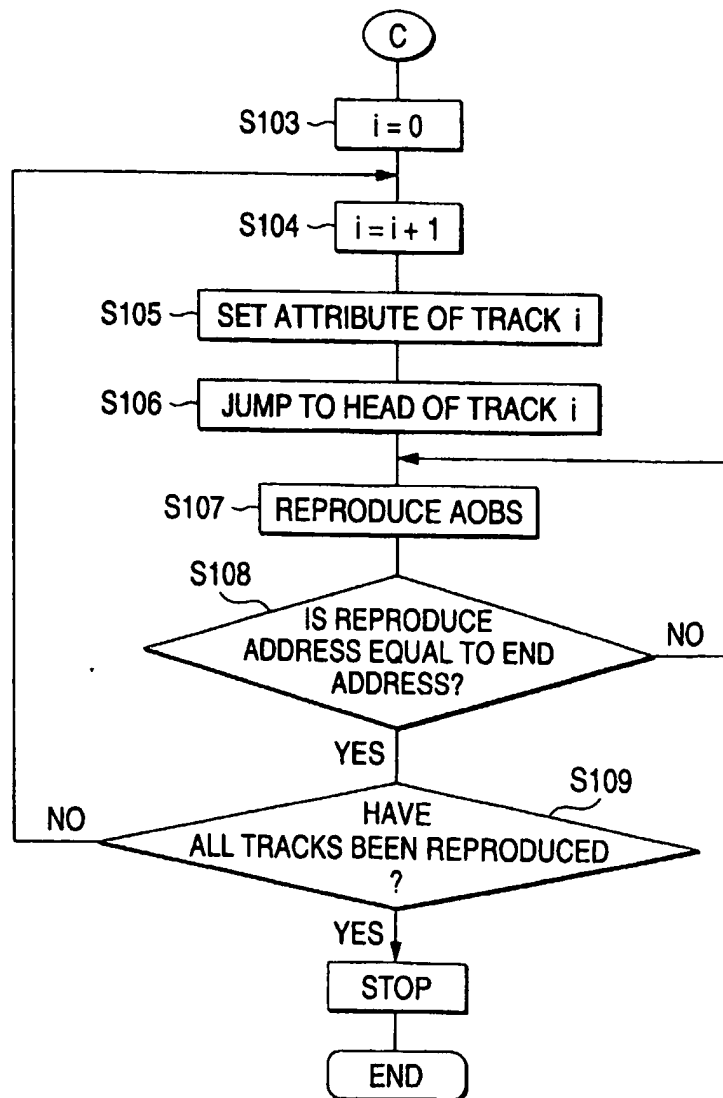 C
S103
i = 0
S104
i = i + 1
S105
SET ATTRIBUTE OF TRACK i
S106
JUMP TO HEAD OF TRACK i
S107
REPRODUCE AOBS
S108
IS REPRODUCE
ADDRESS EQUAL TO END
ADDRESS?
NO
YES
S109
NO
HAVE
ALL TRACKS BEEN REPRODUCED
?
YES
STOP
END